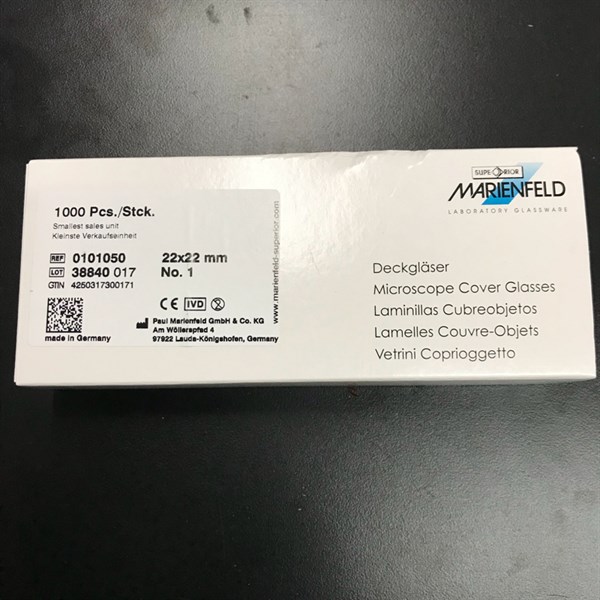 1000 Pcs./Stck.
Smallest sales unit
Kleinste Verkaufseinheit
REF 0101050 22x22 mm
LOT 38840 017 No. 1
GTIN 4250317300171
CE IVD 2
Paul Marienfeld GmbH & Co. KG
Am Wöllerspfad 4
97922 Lauda-Königshofen, Germany
made in Germany
www.marienfeld-superior.com
SUPERIOR
MARIENFELD
LABORATORY GLASSWARE
Deckgläser
Microscope Cover Glasses
Laminillas Cubreobjetos
Lamelles Couvre-Objets
Vetrini Coprioggetto